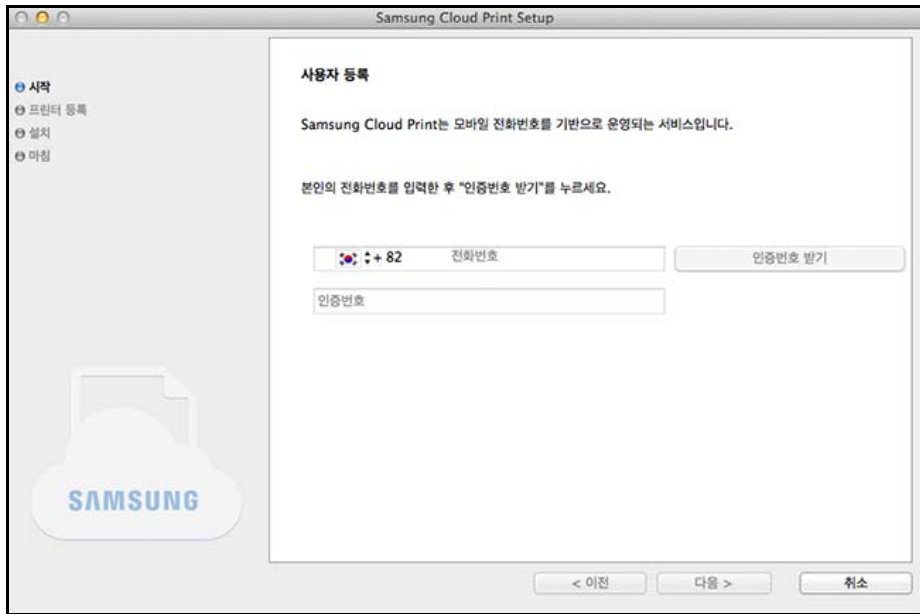 Samsung Cloud Print Setup
시작
프린터 등록
설치
마침
사용자 등록
Samsung Cloud Print는 모바일 전화번호를 기반으로 운영되는 서비스입니다.
본인의 전화번호를 입력한 후 "인증번호 받기"를 누르세요.
+ 82 전화번호 인증번호 받기
인증번호
SAMSUNG
< 이전 다음 > 취소